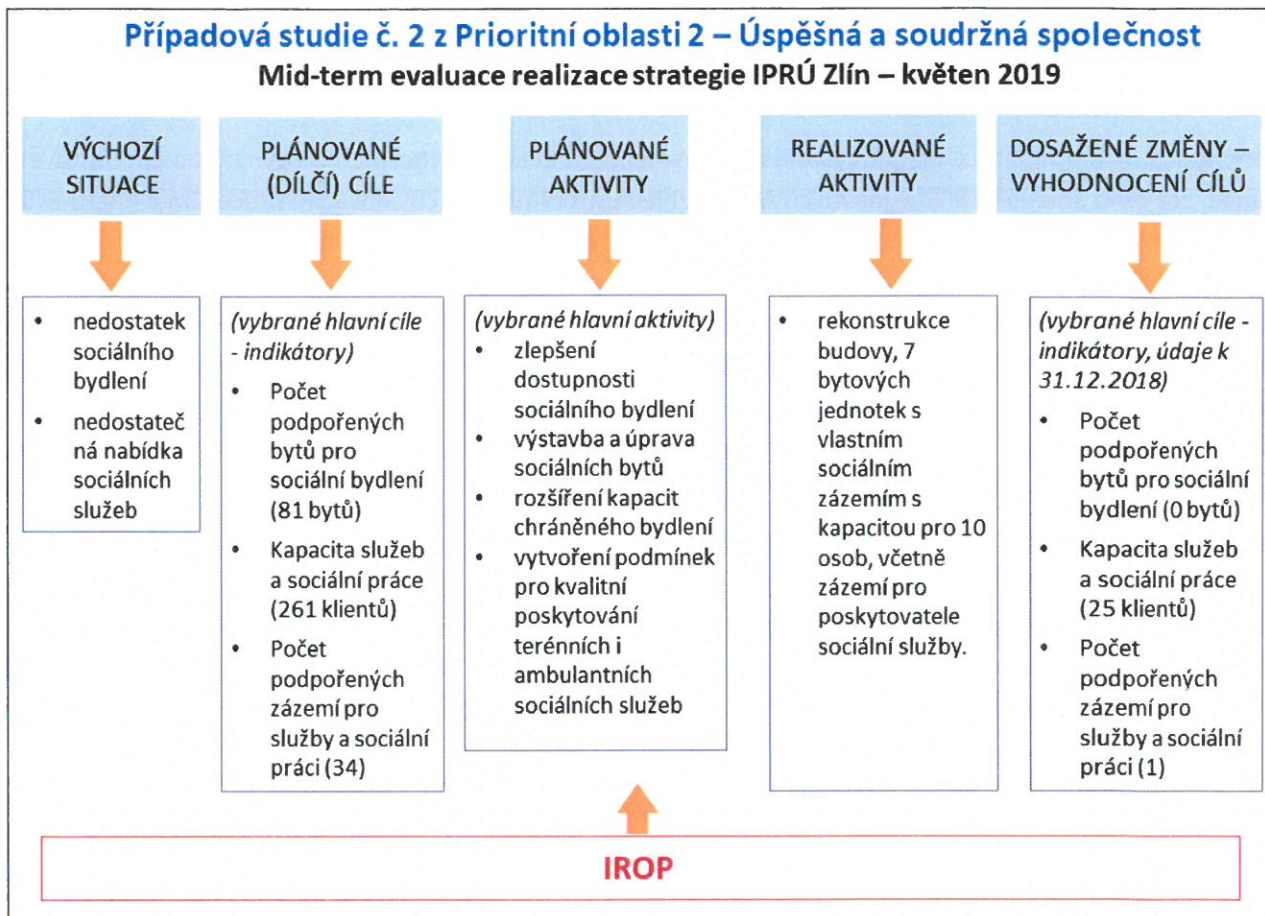 Případová studie č. 2 z Prioritní oblasti 2 – Úspěšná a soudržná společnost
Mid-term evaluace realizace strategie IPRÚ Zlín – květen 2019
VÝCHOZÍ
SITUACE
PLÁNOVANÉ
(DÍLČÍ) CÍLE
PLÁNOVANÉ
AKTIVITY
REALIZOVANÉ
AKTIVITY
DOSAŽENÉ ZMĚNY –
VYHODNOCENÍ CÍLŮ
• nedostatek
sociálního
bydlení
• nedostateč
ná nabídka
sociálních
služeb
(vybrané hlavní cíle
- indikátory)
• Počet
podpořených
bytů pro
sociální bydlení
(81 bytů)
• Kapacita služeb
a sociální práce
(261 klientů)
• Počet
podpořených
zázemí pro
služby a sociální
práci (34)
(vybrané hlavní aktivity)
• zlepšení
dostupnosti
sociálního bydlení
• výstavba a úprava
sociálních bytů
• rozšíření kapacit
chráněného bydlení
• vytvoření podmínek
pro kvalitní
poskytování
terénních i
ambulantních
sociálních služeb
• rekonstrukce
budovy, 7
bytových
jednotek s
vlastním
sociálním
zázemím s
kapacitou pro 10
osob, včetně
zázemí pro
poskytovatele
sociální služby.
(vybrané hlavní cíle -
indikátory, údaje k
31.12.2018)
• Počet
podpořených
bytů pro sociální
bydlení (0 bytů)
• Kapacita služeb
a sociální práce
(25 klientů)
• Počet
podpořených
zázemí pro
služby a sociální
práci (1)
IROP